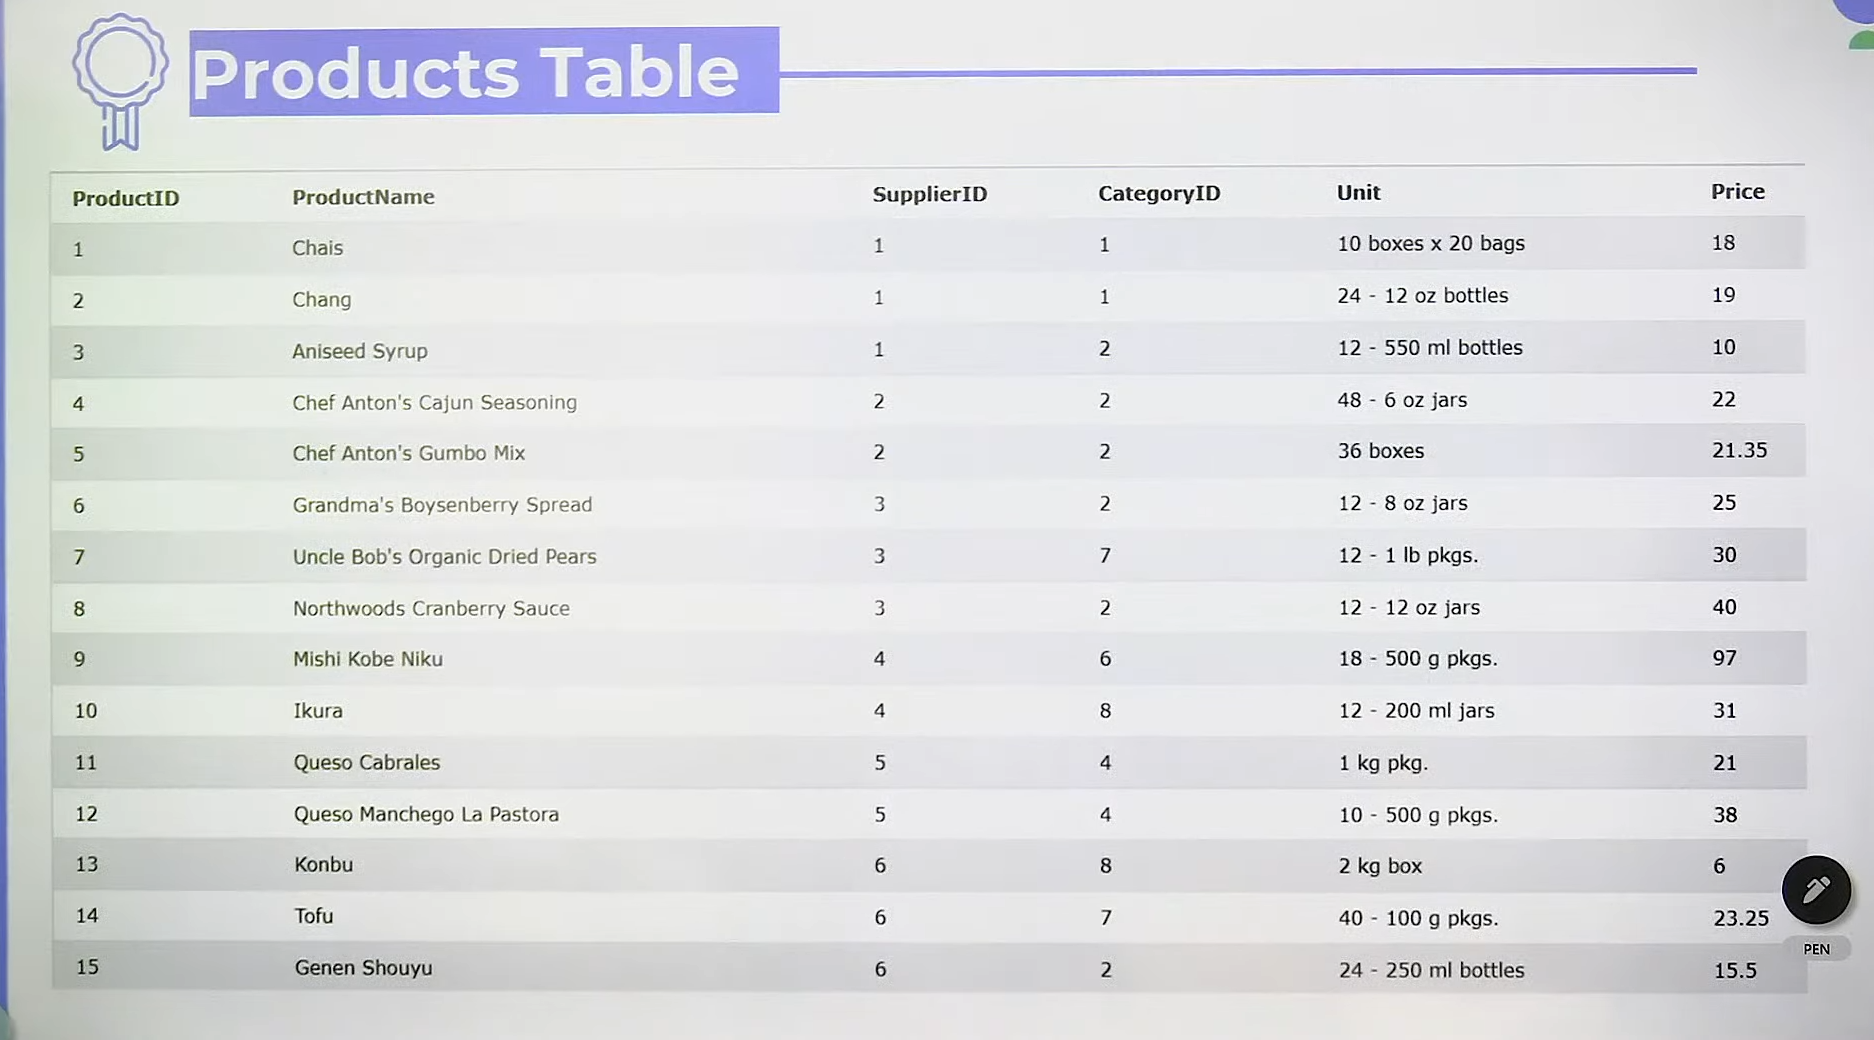 Products Table
ProductID ProductName SupplierID CategoryID Unit Price
1 Chais 1 1 10 boxes x 20 bags 18
2 Chang 1 1 24 - 12 oz bottles 19
3 Aniseed Syrup 1 2 12 - 550 ml bottles 10
4 Chef Anton's Cajun Seasoning 2 2 48 - 6 oz jars 22
5 Chef Anton's Gumbo Mix 2 2 36 boxes 21.35
6 Grandma's Boysenberry Spread 3 2 12 - 8 oz jars 25
7 Uncle Bob's Organic Dried Pears 3 7 12 - 1 lb pkgs. 30
8 Northwoods Cranberry Sauce 3 2 12 - 12 oz jars 40
9 Mishi Kobe Niku 4 6 18 - 500 g pkgs. 97
10 Ikura 4 8 12 - 200 ml jars 31
11 Queso Cabrales 5 4 1 kg pkg. 21
12 Queso Manchego La Pastora 5 4 10 - 500 g pkgs. 38
13 Konbu 6 8 2 kg box 6
14 Tofu 6 7 40 - 100 g pkgs. 23.25
15 Genen Shouyu 6 2 24 - 250 ml bottles 15.5
PEN